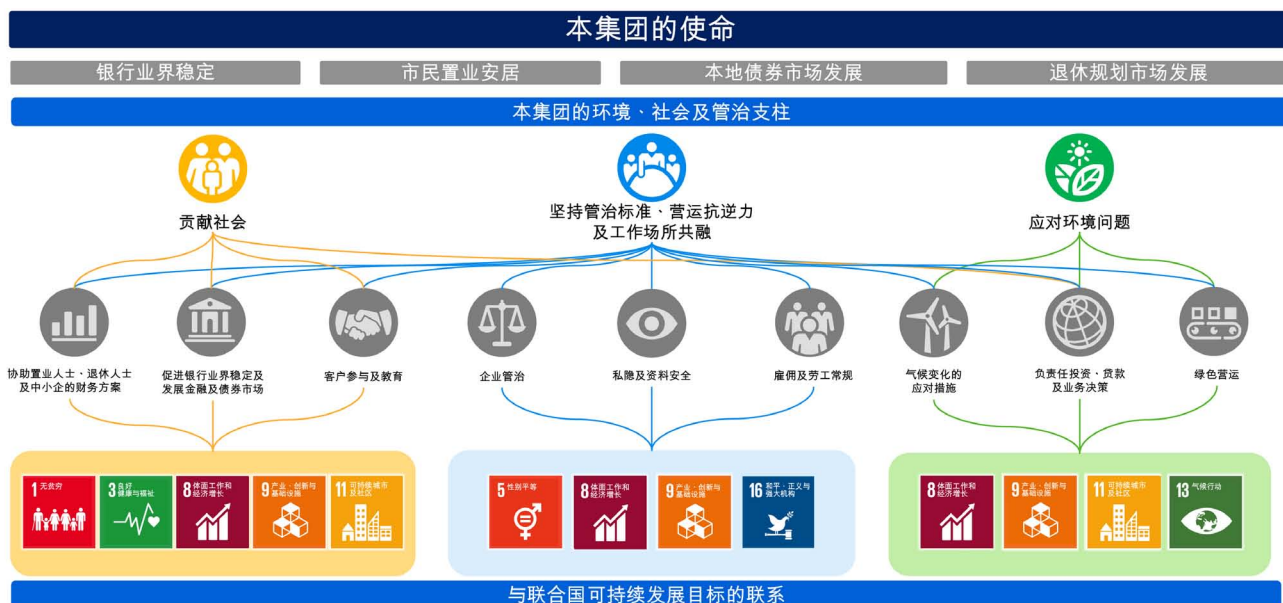 本集团的使命
银行业界稳定
市民置业安居
本地债券市场发展
退休规划市场发展
本集团的环境、社会及管治支柱
贡献社会
坚持管治标准、营运抗逆力
及工作场所共融
应对环境问题
协助置业人士、退休人士
及中小企的财务方案
促进银行业界稳定及
发展金融及债券市场
客户参与及教育
企业管治
私隐及资料安全
雇佣及劳工常规
气候变化的
应对措施
负责任投资、贷款
及业务决策
绿色营运
1 无贫穷
3 良好
健康与福祉
8 体面工作和
经济增长
9 产业、创新与
基础设施
11 可持续城市
及社区
5 性别平等
8 体面工作和
经济增长
9 产业、创新与
基础设施
16 和平、正义与
强大机构
8 体面工作和
经济增长
9 产业、创新与
基础设施
11 可持续城市
及社区
13 气候行动
与联合国可持续发展目标的联系